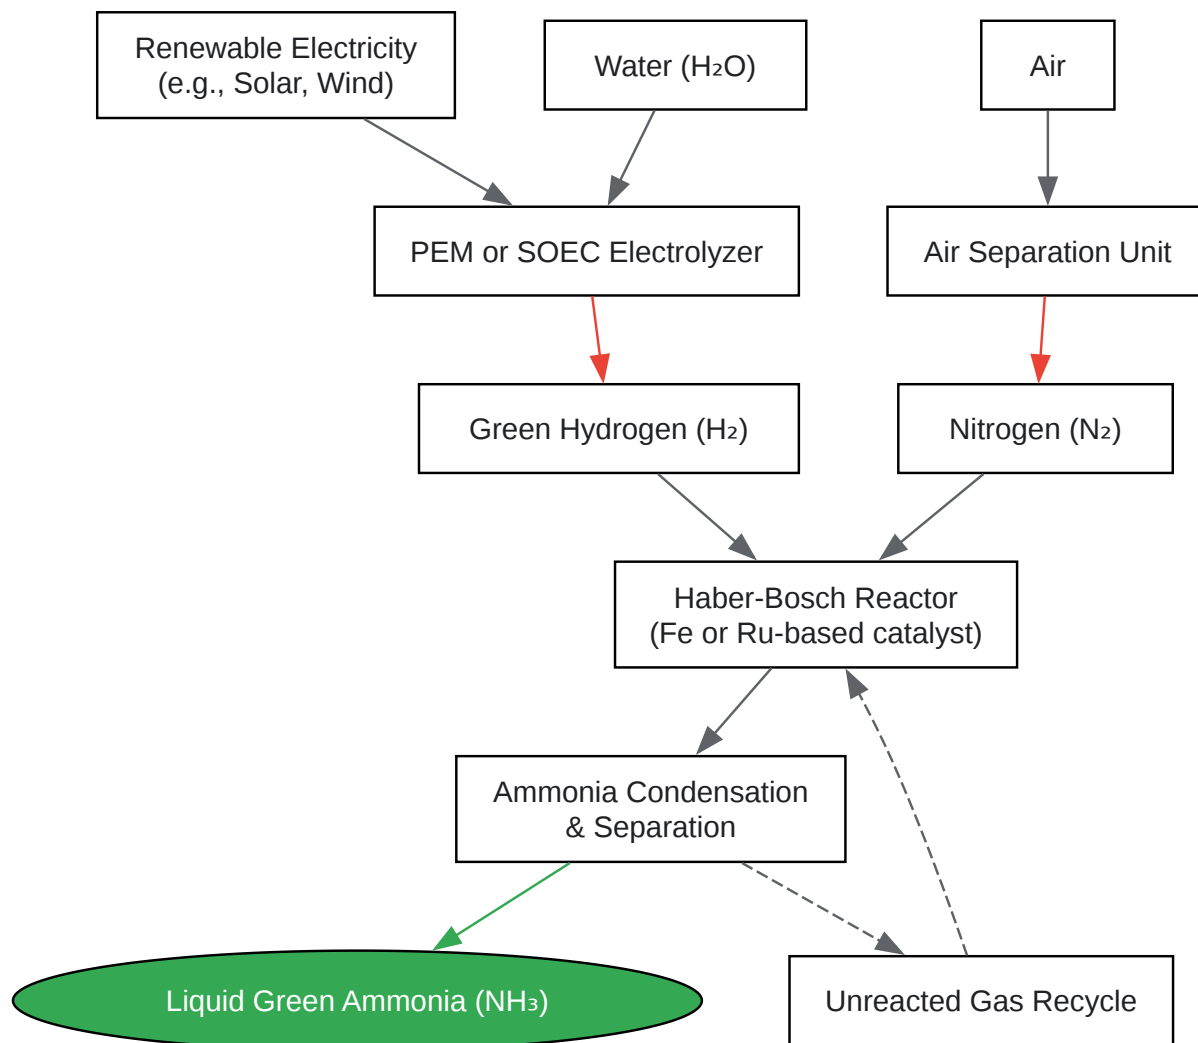 Renewable Electricity
(e.g., Solar, Wind)
Water (H₂O)
Air
PEM or SOEC Electrolyzer
Air Separation Unit
Green Hydrogen (H₂)
Nitrogen (N₂)
Haber-Bosch Reactor
(Fe or Ru-based catalyst)
Ammonia Condensation
& Separation
Liquid Green Ammonia (NH₃)
Unreacted Gas Recycle